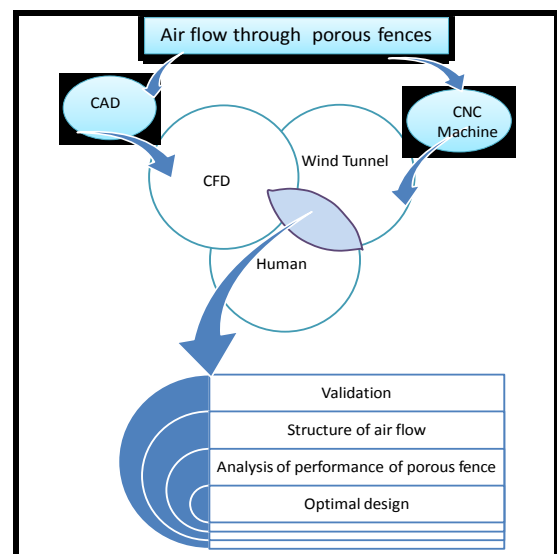 Air flow through porous fences
CAD
CNC
Machine
Wind Tunnel
CFD
Human
Validation
Structure of air flow
Analysis of performance of porous fence
Optimal design